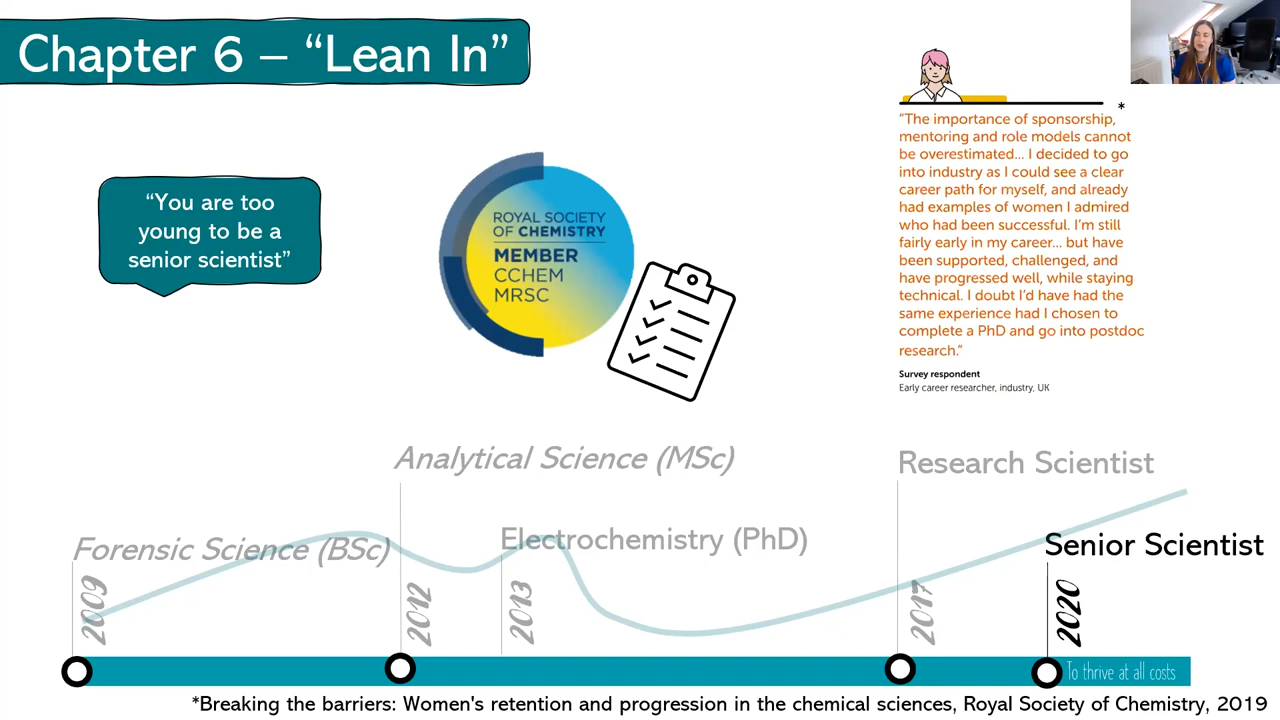 Chapter 6 – “Lean In”
“You are too
young to be a
senior scientist”
ROYAL SOCIETY
OF CHEMISTRY
MEMBER
CCHEM
MRSC
*
“The importance of sponsorship,
mentoring and role models cannot
be overestimated... I decided to go
into industry as I could see a clear
career path for myself, and already
had examples of women I admired
who had been successful. I’m still
fairly early in my career... but have
been supported, challenged, and
have progressed well, while staying
technical. I doubt I’d have had the
same experience had I chosen to
complete a PhD and go into postdoc
research.”
Survey respondent
Early career researcher, industry, UK
Analytical Science (MSc)
Research Scientist
Forensic Science (BSc)
Electrochemistry (PhD)
Senior Scientist
2009
2012
2013
2017
2020
To thrive at all costs
*Breaking the barriers: Women's retention and progression in the chemical sciences, Royal Society of Chemistry, 2019